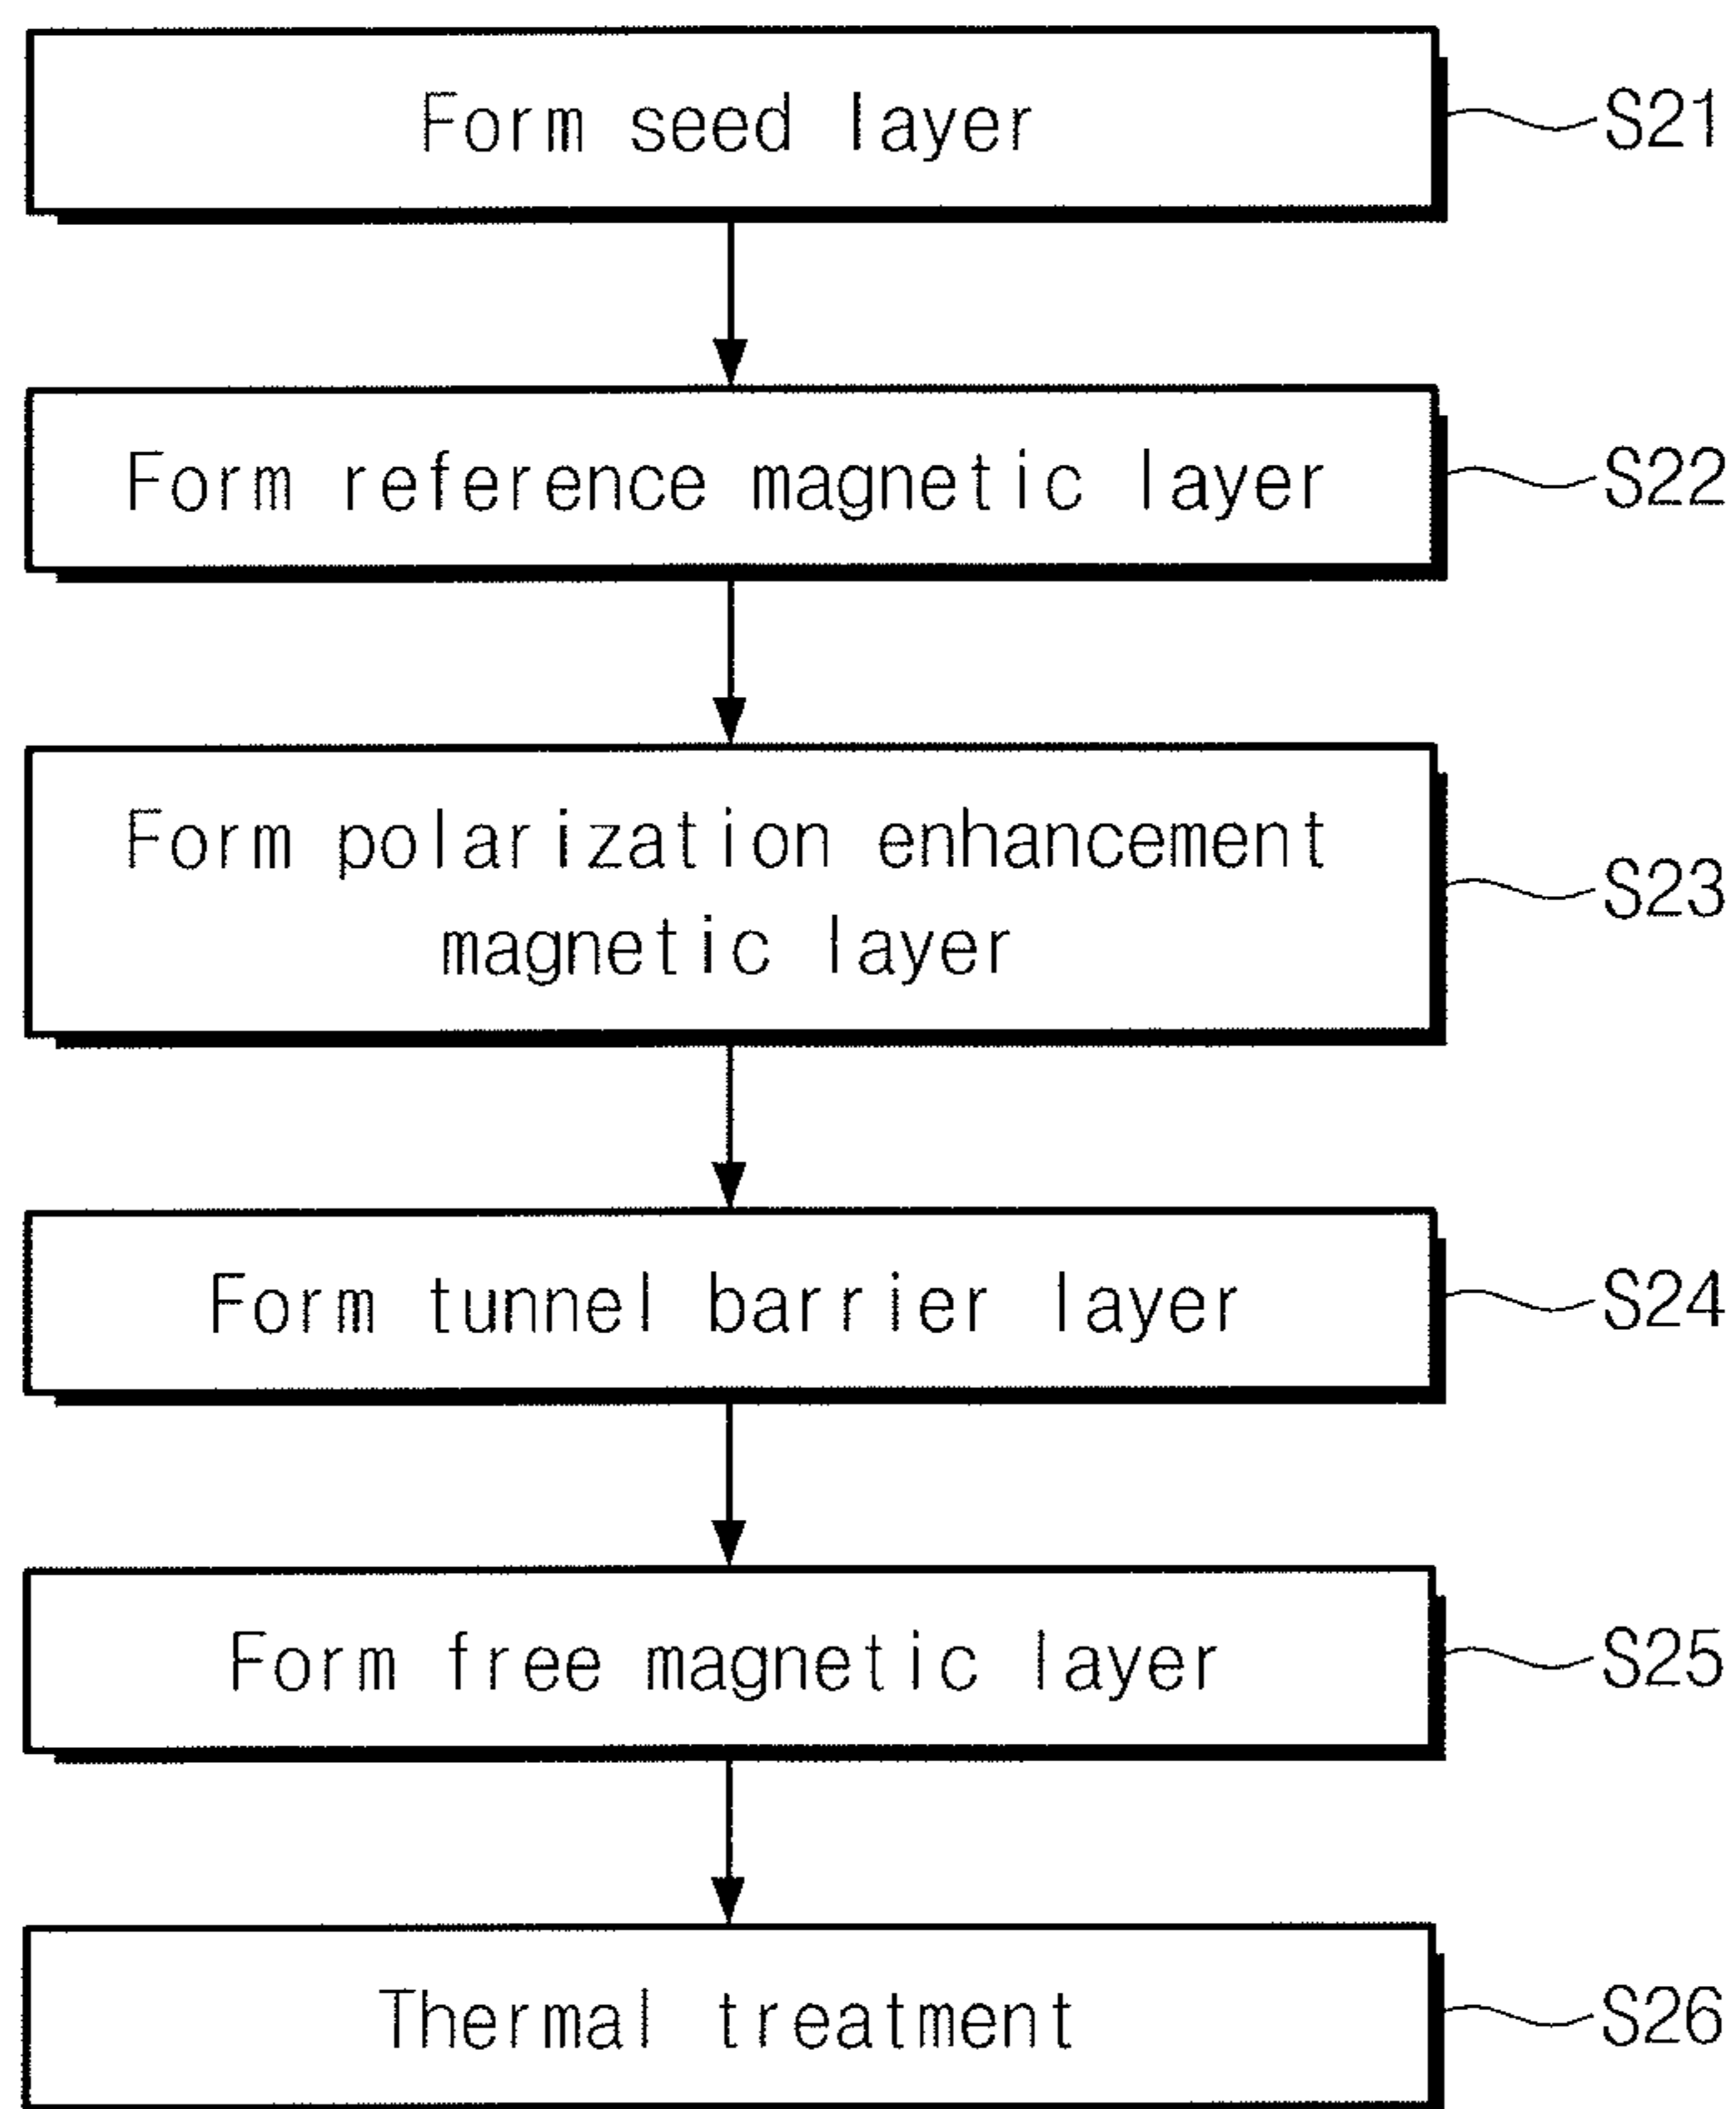 Form seed layer
S21
Form reference magnetic layer
S22
Form polarization enhancement
magnetic layer
S23
Form tunnel barrier layer
S24
Form free magnetic layer
S25
Thermal treatment
S26